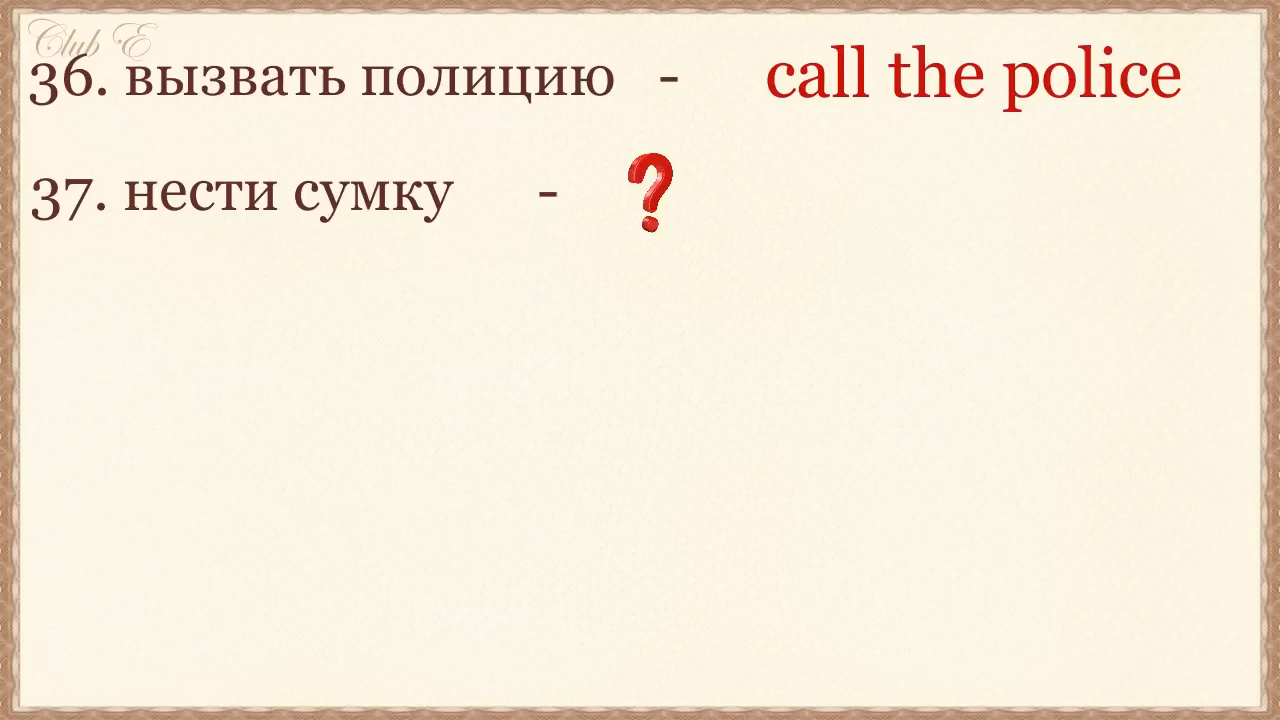 Club E
36. вызвать полицию - call the police
37. нести сумку - ?